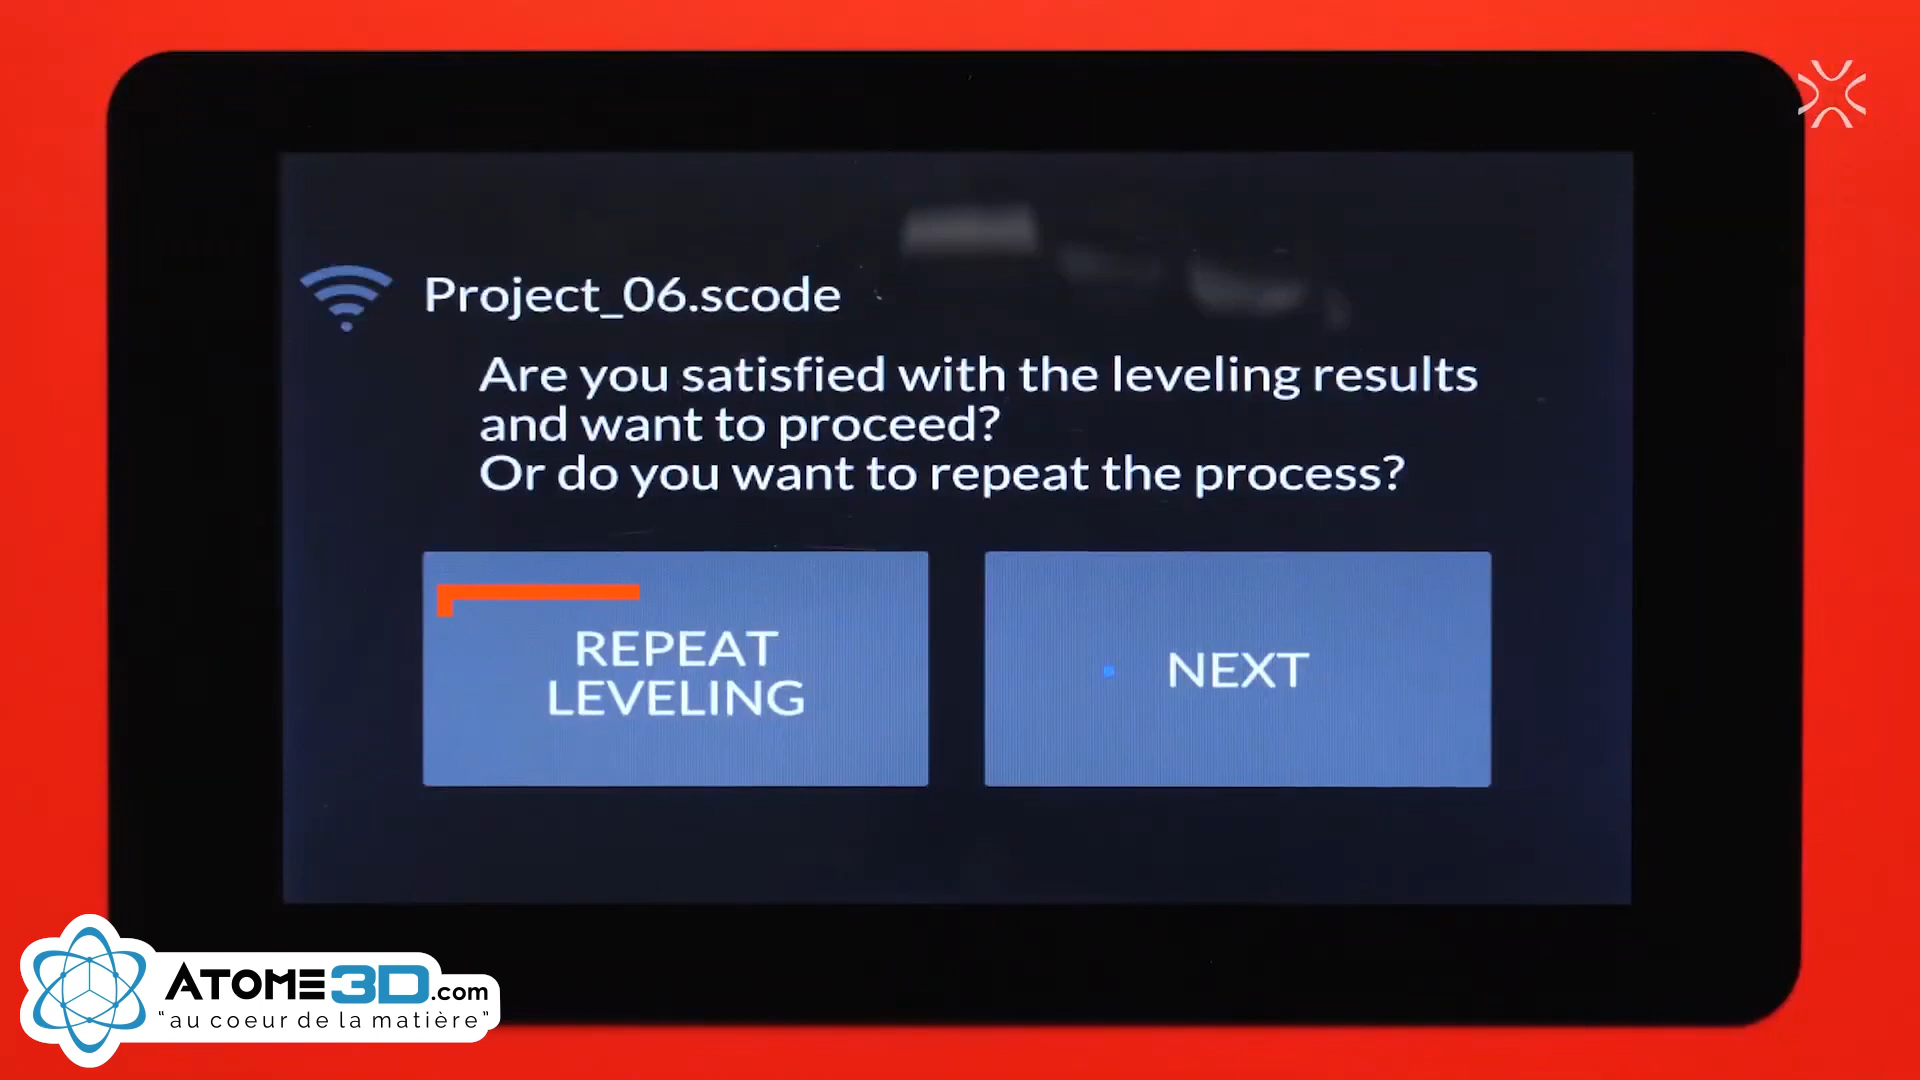 Project_06.scode
Are you satisfied with the leveling results
and want to proceed?
Or do you want to repeat the process?
REPEAT
LEVELING
NEXT
ATOME3D.com
"au coeur de la matière"